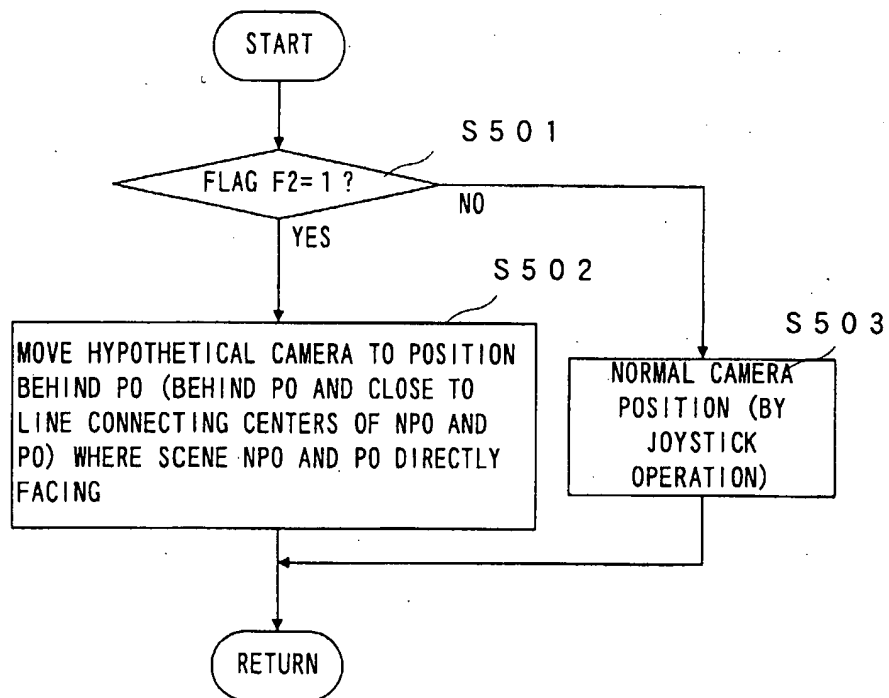 START
S501
FLAG F2=1?
NO
YES
S502
MOVE HYPOTHETICAL CAMERA TO POSITION
BEHIND PO (BEHIND PO AND CLOSE TO
LINE CONNECTING CENTERS OF NPO AND
PO) WHERE SCENE NPO AND PO DIRECTLY
FACING
S503
NORMAL CAMERA
POSITION (BY
JOYSTICK
OPERATION)
RETURN